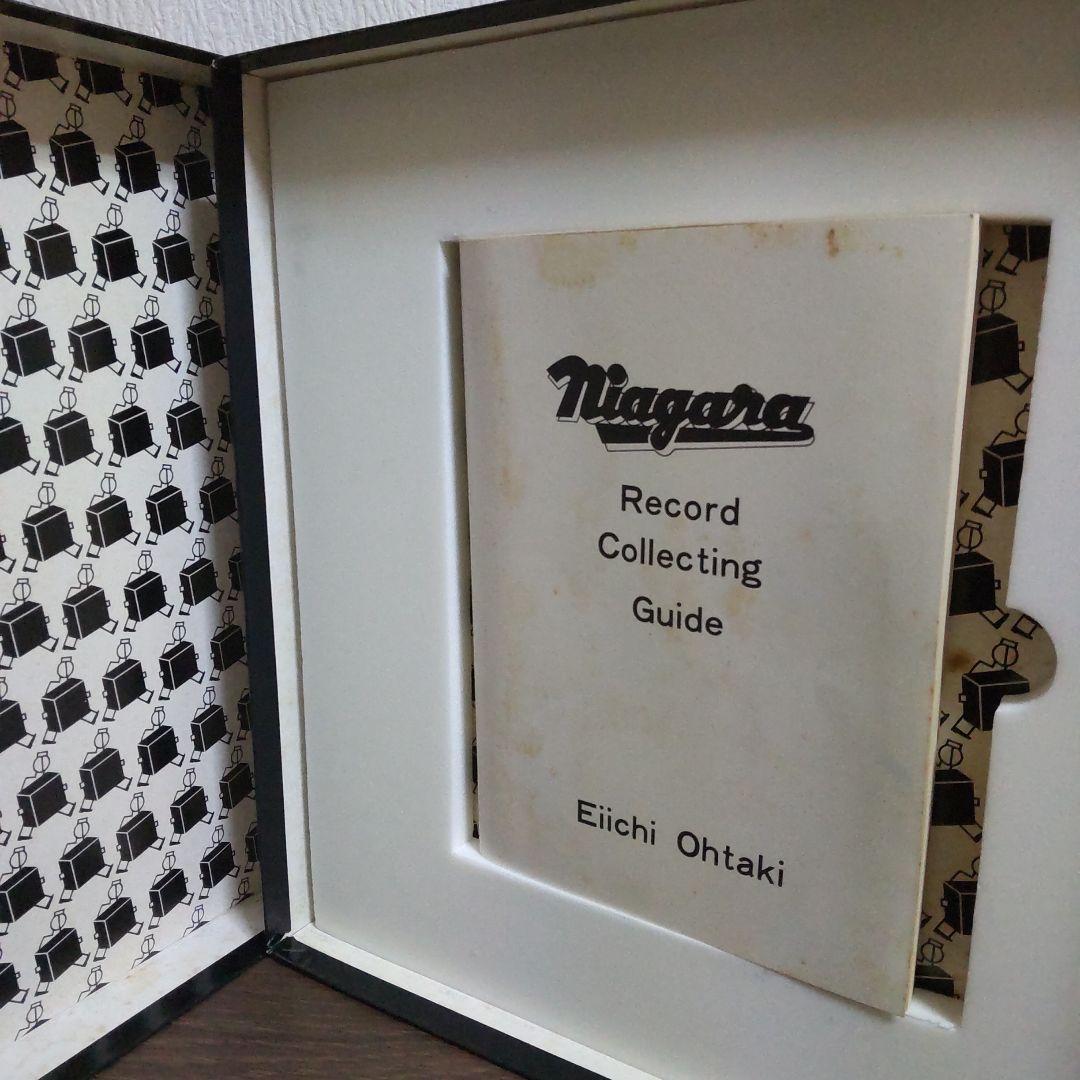 Niagara
Record
Collecting
Guide
Eiichi Ohtaki